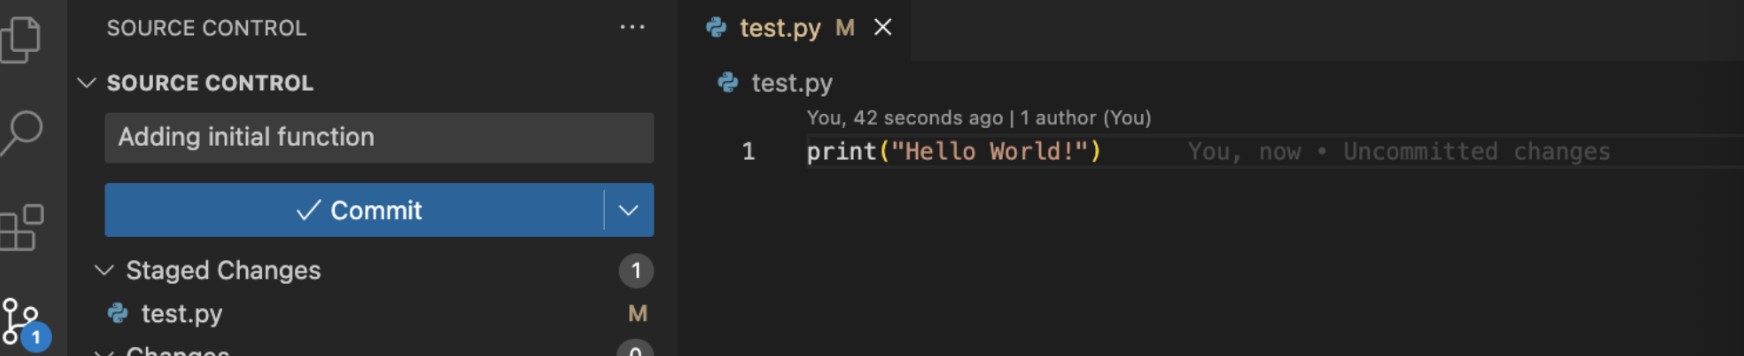 SOURCE CONTROL
SOURCE CONTROL
Adding initial function
Commit
Staged Changes 1
test.py M
Changes 0
1
test.py M
test.py
You, 42 seconds ago | 1 author (You)
1 print("Hello World!") You, now • Uncommitted changes